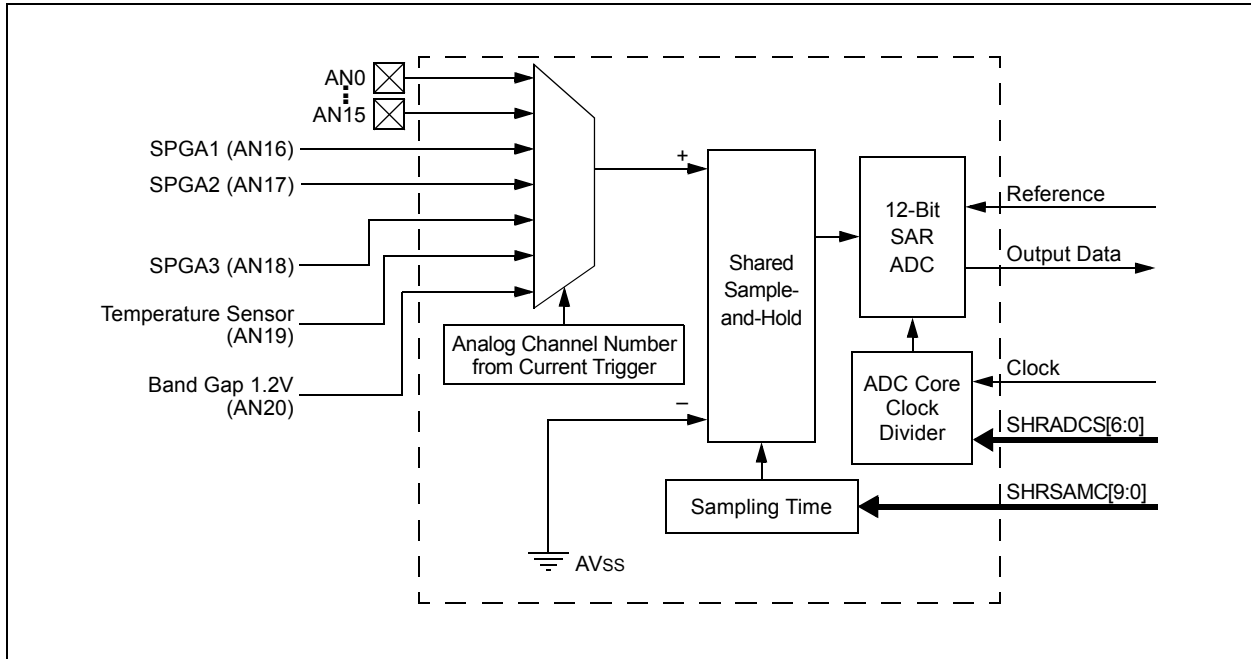 AN0
AN15
SPGA1 (AN16)
SPGA2 (AN17)
SPGA3 (AN18)
Temperature Sensor
(AN19)
Band Gap 1.2V
(AN20)
Analog Channel Number
from Current Trigger
+
–
AVSS
Shared
Sample-
and-Hold
Sampling Time
12-Bit
SAR
ADC
ADC Core
Clock
Divider
Reference
Output Data
Clock
SHRADCS[6:0]
SHRSAMC[9:0]